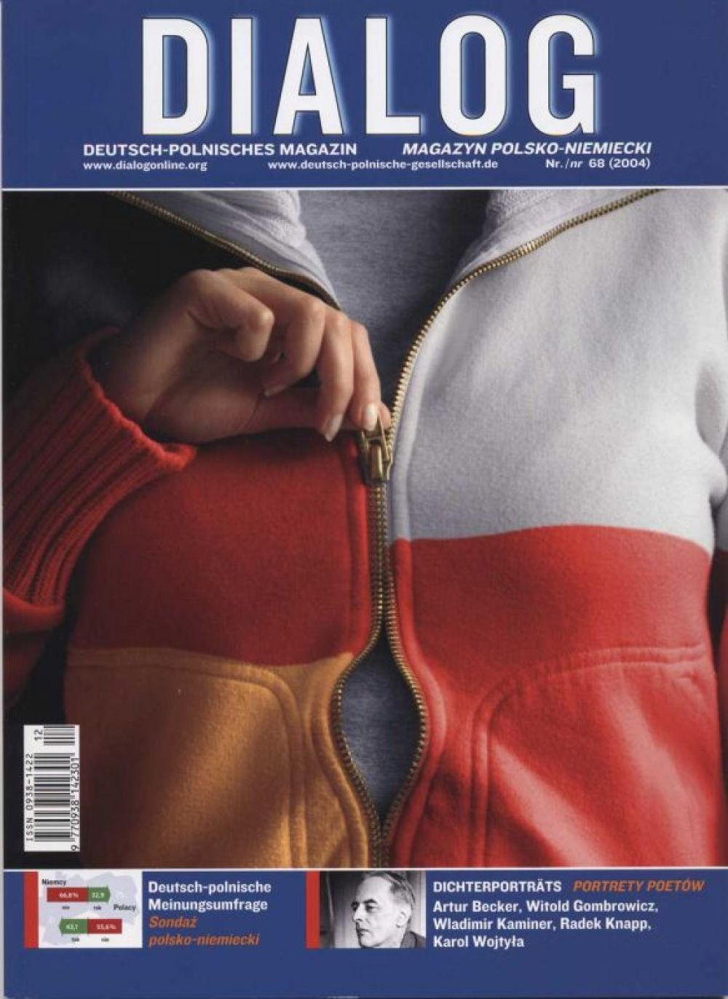 DIALOG
DEUTSCH-POLNISCHES MAGAZIN
MAGAZYN POLSKO-NIEMIECKI
www.dialogonline.org
www.deutsch-polnische-gesellschaft.de
Nr./nr 68 (2004)
ISSN 0938-1422
12
9 770938 142301
Niemcy
66,8%
32,9
nie
tak
Polacy
43,1
55,6%
tak
nie
Deutsch-polnische
Meinungsumfrage
Sondaż
polsko-niemiecki
DICHTERPORTRÄTS PORTRETY POETÓW
Artur Becker, Witold Gombrowicz,
Wladimir Kaminer, Radek Knapp,
Karol Wojtyła